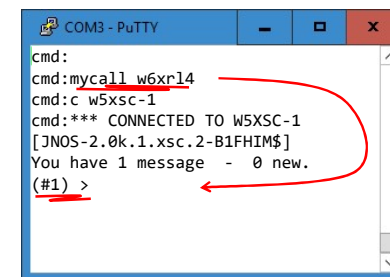 COM3 - PuTTY
cmd:
cmd:mycall w6xrl4
cmd:c w5xsc-1
cmd:*** CONNECTED TO W5XSC-1
[JNOS-2.0k.1.xsc.2-B1FHIM$]
You have 1 message  -  0 new.
(#1) >